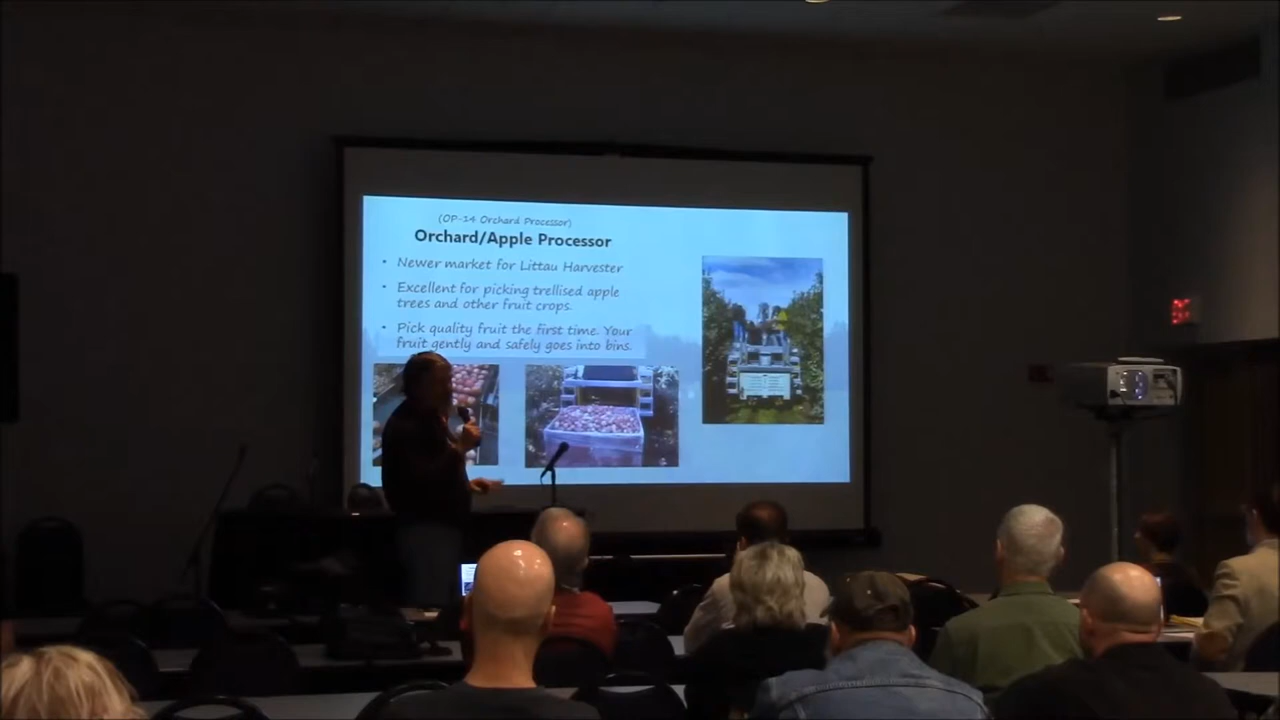 (OP-14 Orchard Processor)
Orchard/Apple Processor
• Newer market for Littau Harvester
• Excellent for picking trellised apple
trees and other fruit crops.
• Pick quality fruit the first time. Your
fruit gently and safely goes into bins.